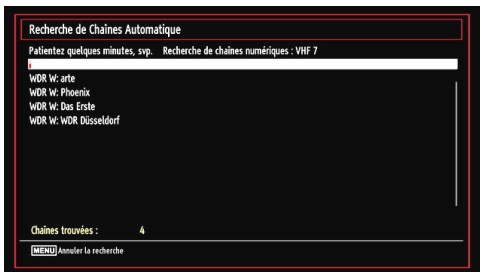 Recherche de Chaînes Automatique
Patientez quelques minutes, svp. Recherche de chaînes numériques : VHF 7
WDR W: arte
WDR W: Phoenix
WDR W: Das Erste
WDR W: WDR Düsseldorf
Chaînes trouvées : 4
MENU Annuler la recherche